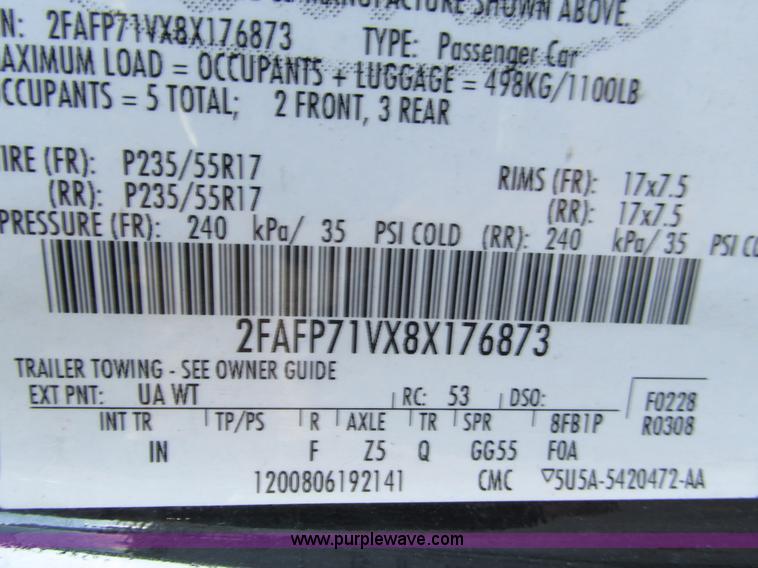 MANUFACTURE SHOWN ABOVE.
N: 2FAFP71VX8X176873 TYPE: Passenger Car
AXIMUM LOAD = OCCUPANTS + LUGGAGE = 498KG/1100LB
CCUPANTS = 5 TOTAL; 2 FRONT, 3 REAR
IRE (FR): P235/55R17 RIMS (FR): 17x7.5
(RR): P235/55R17 (RR): 17x7.5
PRESSURE (FR): 240 kPa/ 35 PSI COLD (RR): 240 kPa/ 35 PSI CO
2FAFP71VX8X176873
TRAILER TOWING - SEE OWNER GUIDE
EXT PNT: UA WT RC: 53 DSO: F0228
INT TR TP/PS R AXLE TR SPR 8FB1P R0308
IN F Z5 Q GG55 F0A
1200806192141 CMC ▽5U5A-5420472-AA
www.purplewave.com